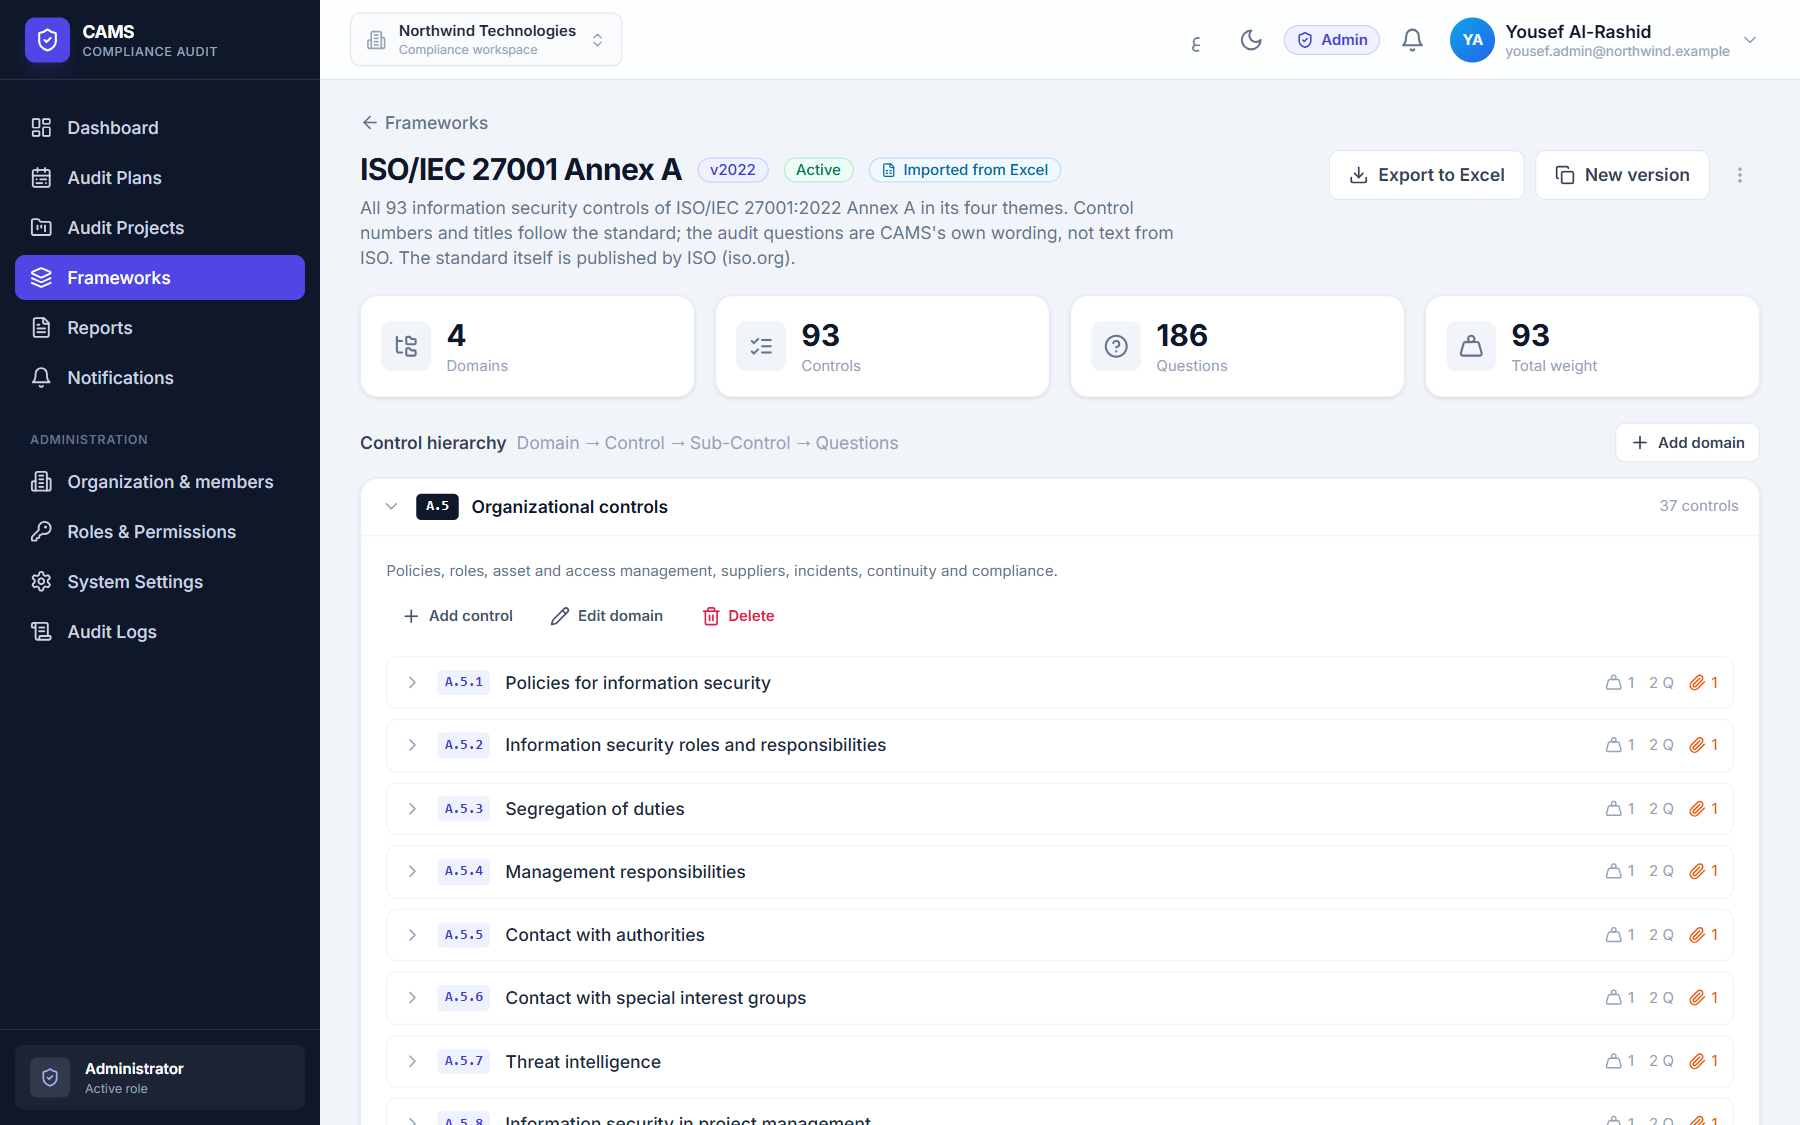 CAMS
COMPLIANCE AUDIT
Northwind Technologies
Compliance workspace
ع
Admin
YA
Yousef Al-Rashid
yousef.admin@northwind.example
Dashboard
Audit Plans
Audit Projects
Frameworks
Reports
Notifications
ADMINISTRATION
Organization & members
Roles & Permissions
System Settings
Audit Logs
Administrator
Active role
Frameworks
ISO/IEC 27001 Annex A
v2022
Active
Imported from Excel
Export to Excel
New version
All 93 information security controls of ISO/IEC 27001:2022 Annex A in its four themes. Control
numbers and titles follow the standard; the audit questions are CAMS's own wording, not text from
ISO. The standard itself is published by ISO (iso.org).
4
Domains
93
Controls
186
Questions
93
Total weight
Control hierarchy Domain → Control → Sub-Control → Questions
Add domain
A.5 Organizational controls 37 controls
Policies, roles, asset and access management, suppliers, incidents, continuity and compliance.
Add control Edit domain Delete
A.5.1 Policies for information security 1 2 Q 1
A.5.2 Information security roles and responsibilities 1 2 Q 1
A.5.3 Segregation of duties 1 2 Q 1
A.5.4 Management responsibilities 1 2 Q 1
A.5.5 Contact with authorities 1 2 Q 1
A.5.6 Contact with special interest groups 1 2 Q 1
A.5.7 Threat intelligence 1 2 Q 1
A.5.8 Information security in project management 1 2 Q 1